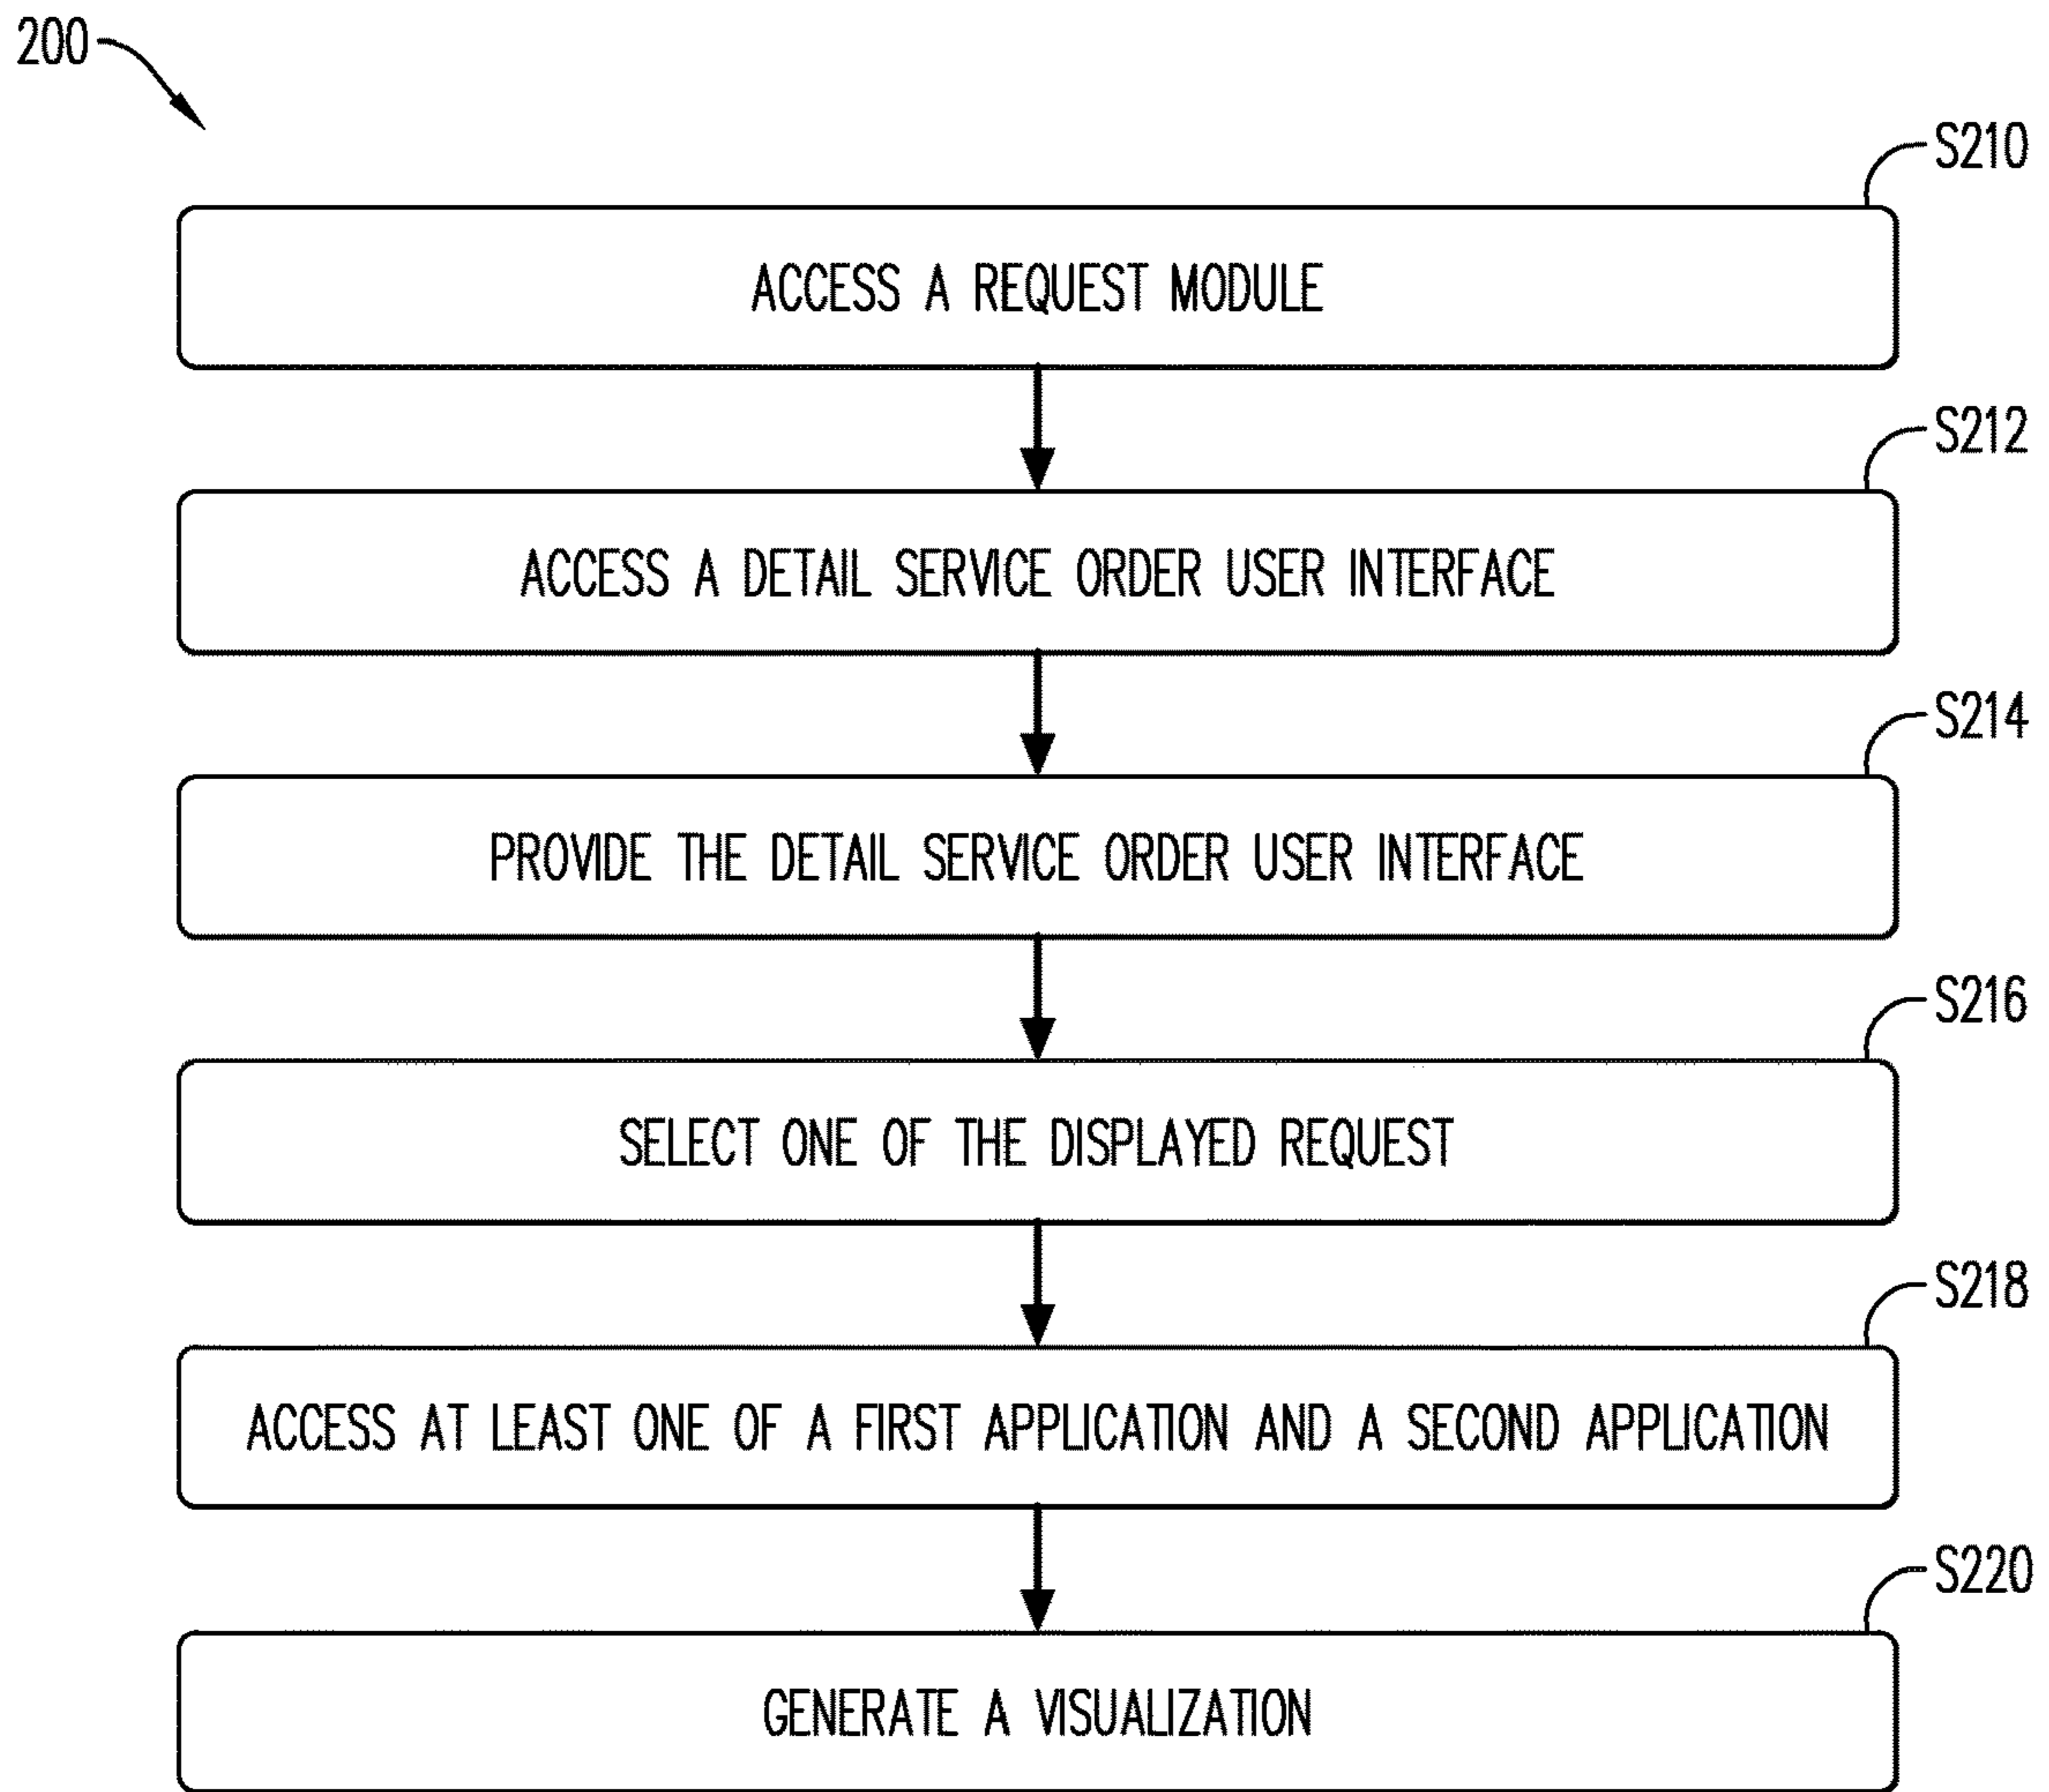 200
S210
ACCESS A REQUEST MODULE
S212
ACCESS A DETAIL SERVICE ORDER USER INTERFACE
S214
PROVIDE THE DETAIL SERVICE ORDER USER INTERFACE
S216
SELECT ONE OF THE DISPLAYED REQUEST
S218
ACCESS AT LEAST ONE OF A FIRST APPLICATION AND A SECOND APPLICATION
S220
GENERATE A VISUALIZATION